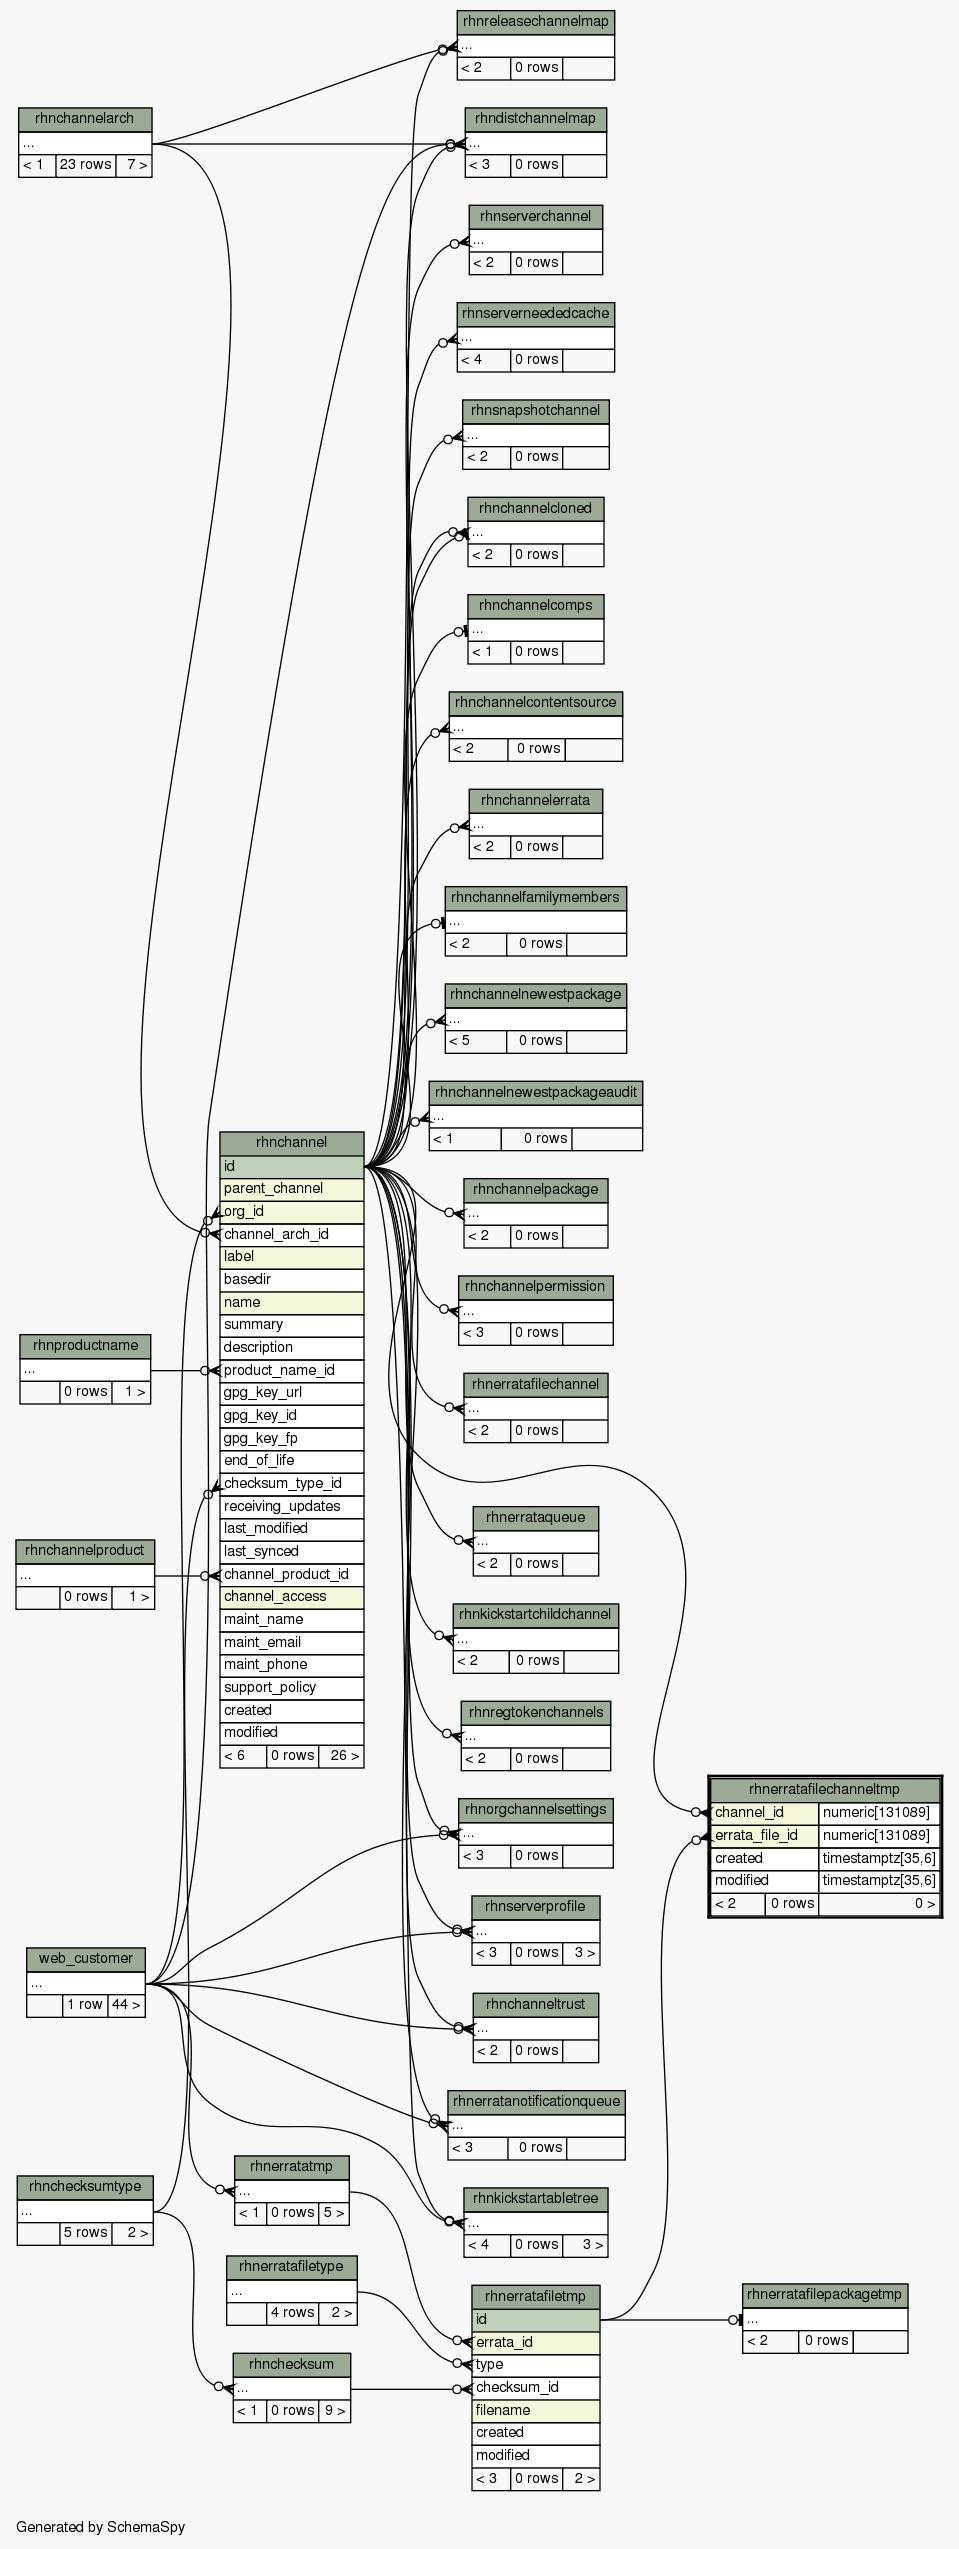 rhnreleasechannelmap
...
< 2 0 rows
rhnchannelarch
...
< 1 23 rows 7 >
rhndistchannelmap
...
< 3 0 rows
rhnserverchannel
...
< 2 0 rows
rhnserverneededcache
...
< 4 0 rows
rhnsnapshotchannel
...
< 2 0 rows
rhnchannelcloned
...
< 2 0 rows
rhnchannelcomps
...
< 1 0 rows
rhnchannelcontentsource
...
< 2 0 rows
rhnchannelerrata
...
< 2 0 rows
rhnchannelfamilymembers
...
< 2 0 rows
rhnchannelnewestpackage
...
< 5 0 rows
rhnchannelnewestpackageaudit
...
< 1 0 rows
rhnchannel
id
parent_channel
org_id
channel_arch_id
label
basedir
name
summary
description
product_name_id
gpg_key_url
gpg_key_id
gpg_key_fp
end_of_life
checksum_type_id
receiving_updates
last_modified
last_synced
channel_product_id
channel_access
maint_name
maint_email
maint_phone
support_policy
created
modified
< 6 0 rows 26 >
rhnchannelpackage
...
< 2 0 rows
rhnchannelpermission
...
< 3 0 rows
rhnproductname
...
0 rows 1 >
rhnerratafilechannel
...
< 2 0 rows
rhnerrataqueue
...
< 2 0 rows
rhnchannelproduct
...
0 rows 1 >
rhnkickstartchildchannel
...
< 2 0 rows
rhnregtokenchannels
...
< 2 0 rows
rhnerratafilechanneltmp
channel_id numeric[131089]
errata_file_id numeric[131089]
created timestamptz[35,6]
modified timestamptz[35,6]
< 2 0 rows 0 >
rhnorgchannelsettings
...
< 3 0 rows
rhnserverprofile
...
< 3 0 rows 3 >
web_customer
...
1 row 44 >
rhnchanneltrust
...
< 2 0 rows
rhnerratanotificationqueue
...
< 3 0 rows
rhnerratatmp
...
< 1 0 rows 5 >
rhnchecksumtype
...
5 rows 2 >
rhnkickstartabletree
...
< 4 0 rows 3 >
rhnerratafiletype
...
4 rows 2 >
rhnerratafiletmp
id
errata_id
type
checksum_id
filename
created
modified
< 3 0 rows 2 >
rhnerratafilepackagetmp
...
< 2 0 rows
rhnchecksum
...
< 1 0 rows 9 >
Generated by SchemaSpy